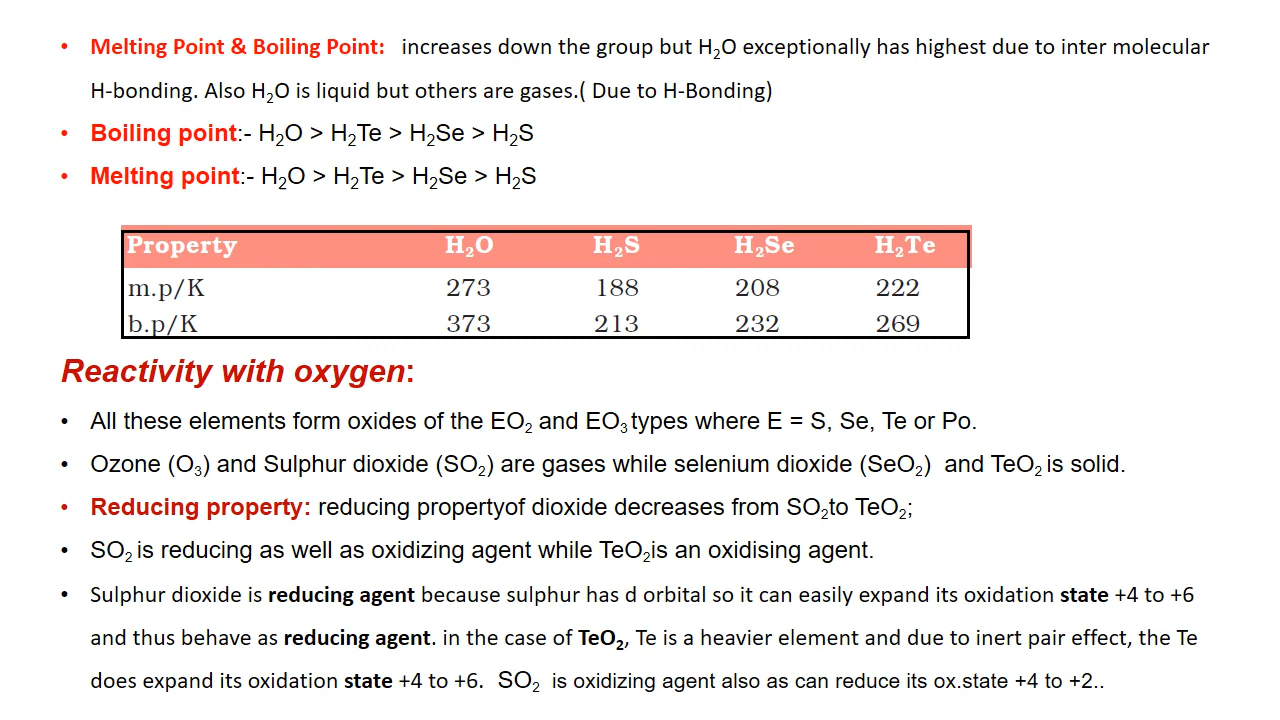 • Melting Point & Boiling Point: increases down the group but H₂O exceptionally has highest due to inter molecular
H-bonding. Also H₂O is liquid but others are gases.( Due to H-Bonding)
• Boiling point:- H₂O > H₂Te > H₂Se > H₂S
• Melting point:- H₂O > H₂Te > H₂Se > H₂S
Property H₂O H₂S H₂Se H₂Te
m.p/K 273 188 208 222
b.p/K 373 213 232 269
Reactivity with oxygen:
• All these elements form oxides of the EO₂ and EO₃ types where E = S, Se, Te or Po.
• Ozone (O₃) and Sulphur dioxide (SO₂) are gases while selenium dioxide (SeO₂) and TeO₂ is solid.
• Reducing property: reducing propertyof dioxide decreases from SO₂to TeO₂;
• SO₂ is reducing as well as oxidizing agent while TeO₂is an oxidising agent.
• Sulphur dioxide is reducing agent because sulphur has d orbital so it can easily expand its oxidation state +4 to +6
and thus behave as reducing agent. in the case of TeO₂, Te is a heavier element and due to inert pair effect, the Te
does expand its oxidation state +4 to +6. SO₂ is oxidizing agent also as can reduce its ox.state +4 to +2..